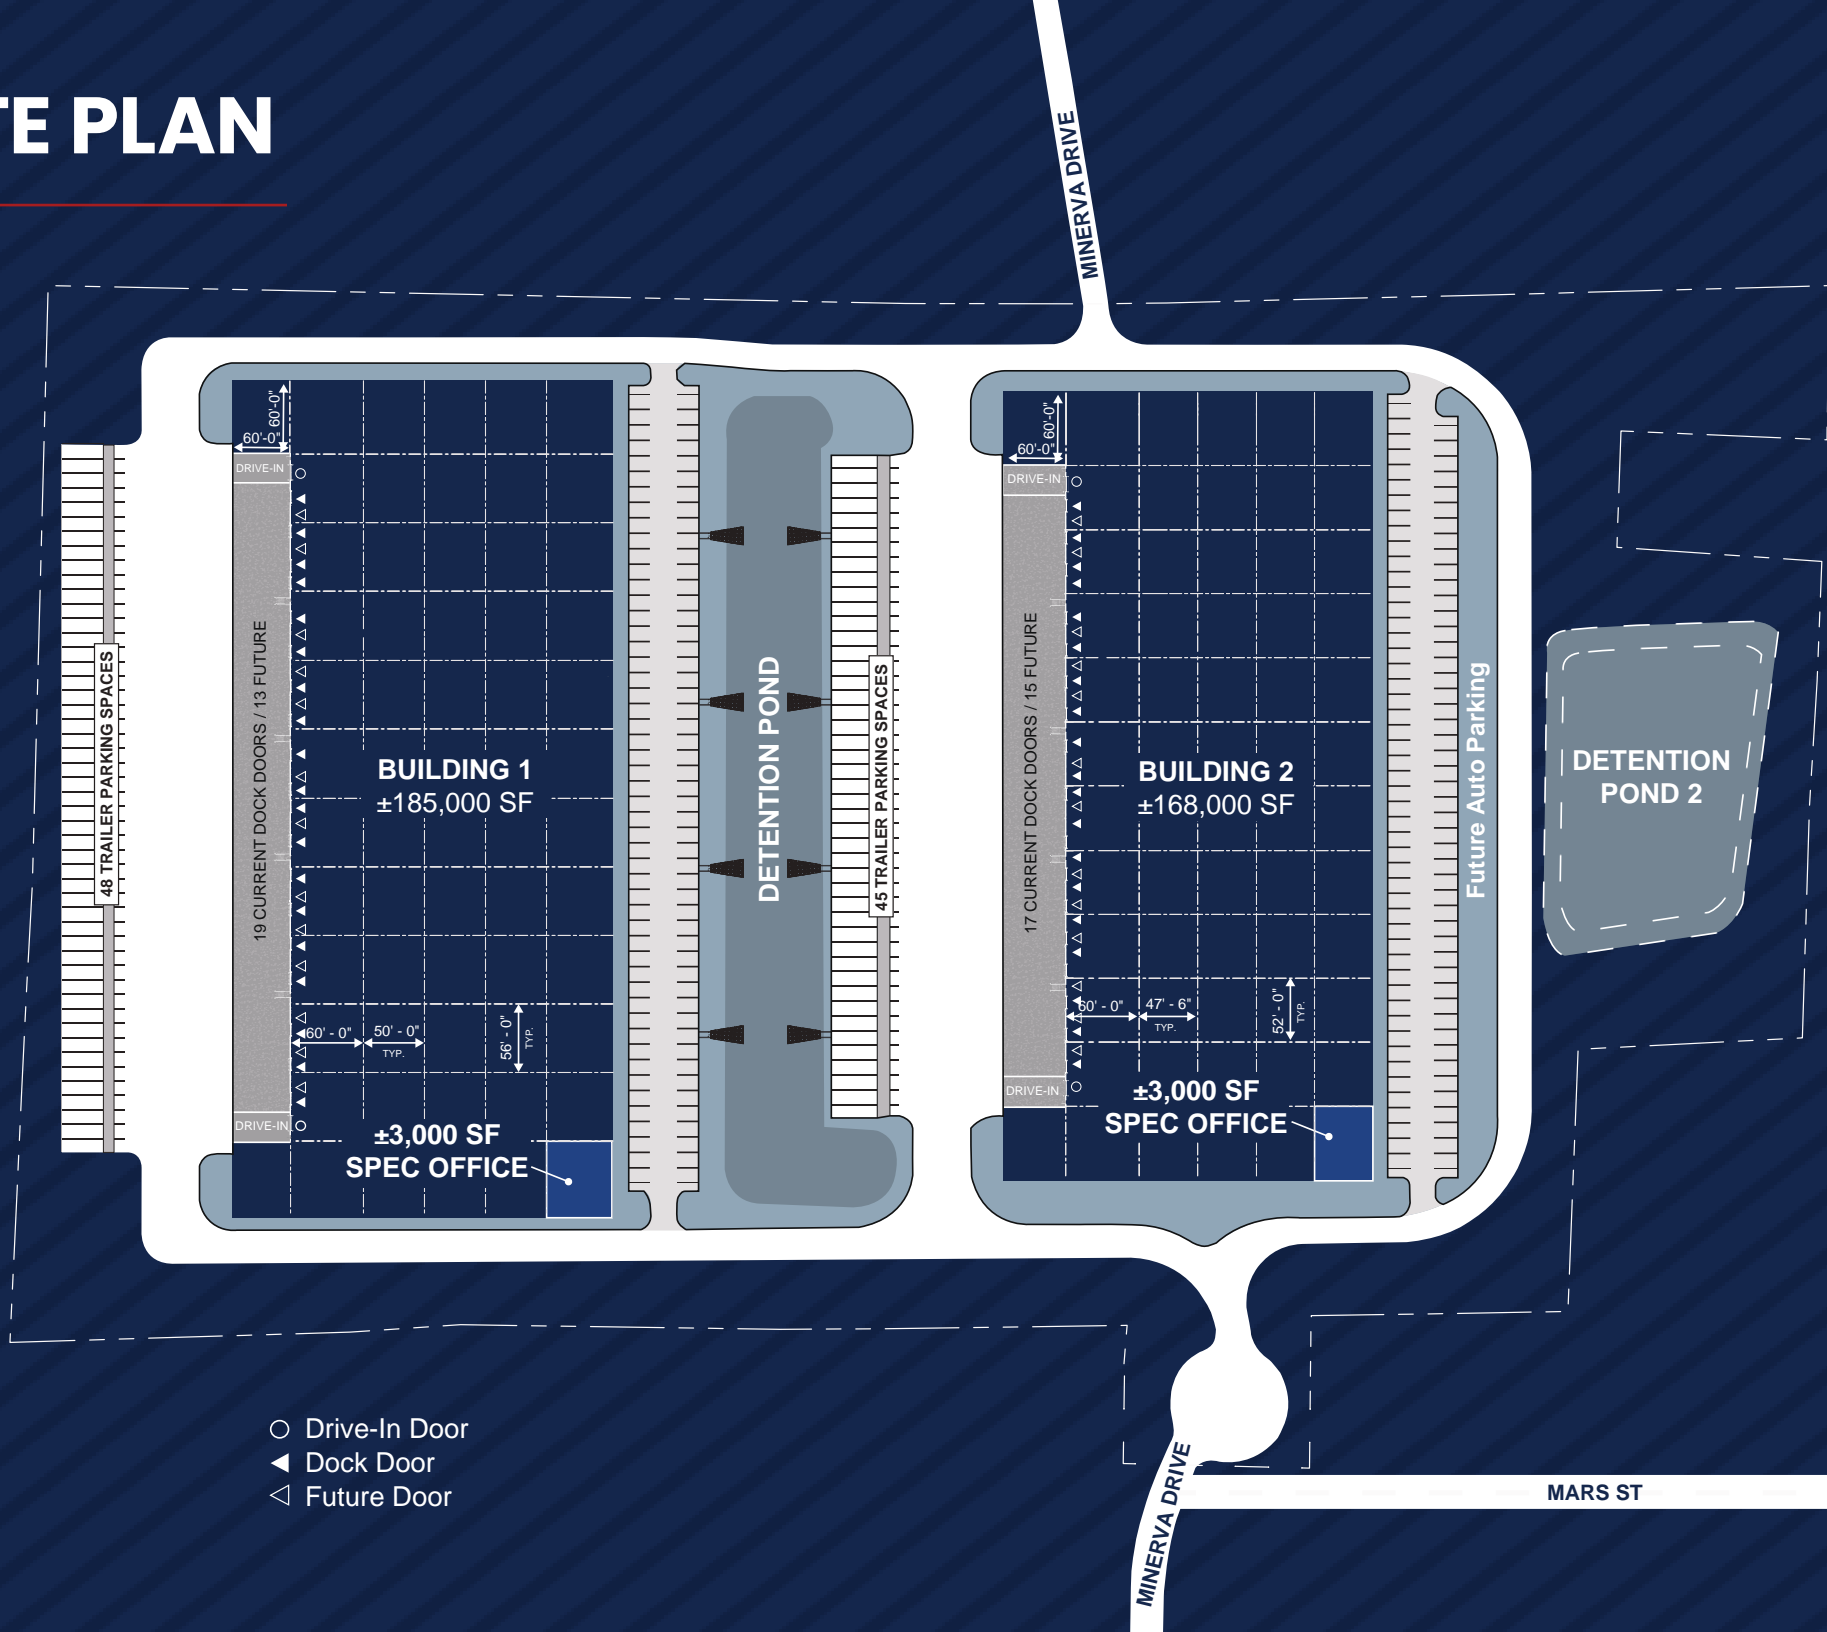 TE PLAN
MINERVA DRIVE
60'-0"
60'-0"
DRIVE-IN
60'-0"
60'-0"
DRIVE-IN
48 TRAILER PARKING SPACES
19 CURRENT DOCK DOORS / 13 FUTURE
BUILDING 1
±185,000 SF
DETENTION POND
45 TRAILER PARKING SPACES
17 CURRENT DOCK DOORS / 15 FUTURE
BUILDING 2
±168,000 SF
Future Auto Parking
DETENTION
POND 2
60' - 0"
50' - 0"
TYP.
56' - 0"
TYP.
60' - 0"
47' - 6"
TYP.
52' - 0"
TYP.
DRIVE-IN
±3,000 SF
SPEC OFFICE
DRIVE-IN
±3,000 SF
SPEC OFFICE
Drive-In Door
Dock Door
Future Door
MINERVA DRIVE
MARS ST